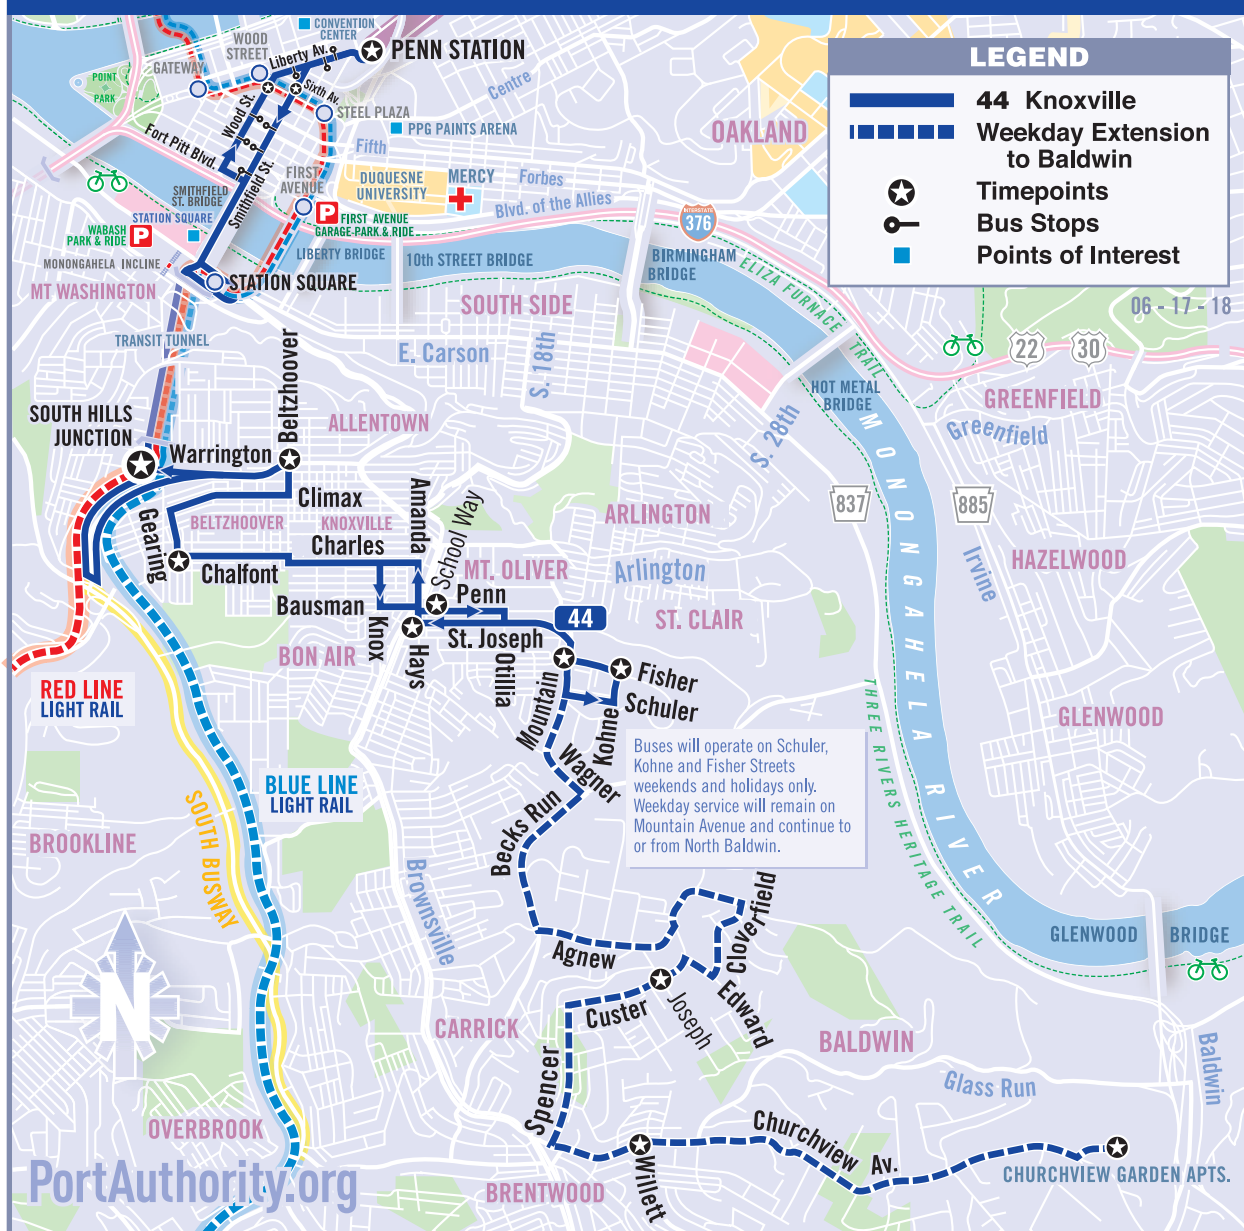 CONVENTION
CENTER
WOOD
STREET
Liberty Av.
PENN STATION
GATEWAY
POINT
PARK
Sixth Av.
Centre
STEEL PLAZA
Wood St.
Fort Pitt Blvd.
PPG PAINTS ARENA
OAKLAND
Fifth
FIRST
AVENUE
DUQUESNE
UNIVERSITY
MERCY
Forbes
SMITHFIELD
ST. BRIDGE
Smithfield St.
Blvd. of the Allies
STATION SQUARE
P
FIRST AVENUE
GARAGE-PARK & RIDE
INTERSTATE
376
WABASH
PARK & RIDE
P
MONONGAHELA INCLINE
LIBERTY BRIDGE
10th STREET BRIDGE
BIRMINGHAM
BRIDGE
ELIZA FURNACE TRAIL
MT WASHINGTON
STATION SQUARE
SOUTH SIDE
LEGEND
44 Knoxville
Weekday Extension
to Baldwin
Timepoints
Bus Stops
Points of Interest
06 - 17 - 18
TRANSIT TUNNEL
Beltzhoover
E. Carson
S. 18th
22
30
HOT METAL
BRIDGE
GREENFIELD
Greenfield
SOUTH HILLS
JUNCTION
ALLENTOWN
S. 28th
Warrington
MONONGAHELA RIVER
Climax
Amanda
School Way
837
885
Gearing
BELTZHOOVER
KNOXVILLE
ARLINGTON
Charles
Irvine
HAZELWOOD
Chalfont
MT. OLIVER
Arlington
Bausman
Penn
44
ST. CLAIR
Knox
St. Joseph
BON AIR
Hays
Otillia
Fisher
Schuler
RED LINE
LIGHT RAIL
Mountain
Kohne
THREE RIVERS HERITAGE TRAIL
GLENWOOD
Wagner
Buses will operate on Schuler,
Kohne and Fisher Streets
weekends and holidays only.
Weekday service will remain on
Mountain Avenue and continue to
or from North Baldwin.
BLUE LINE
LIGHT RAIL
SOUTH BUSWAY
Becks Run
BROOKLINE
Brownsville
Cloverfield
GLENWOOD BRIDGE
Agnew
N
Custer
Joseph
Edward
CARRICK
BALDWIN
Baldwin
Spencer
Glass Run
OVERBROOK
Churchview Av.
PortAuthority.org
BRENTWOOD
Willett
CHURCHVIEW GARDEN APTS.